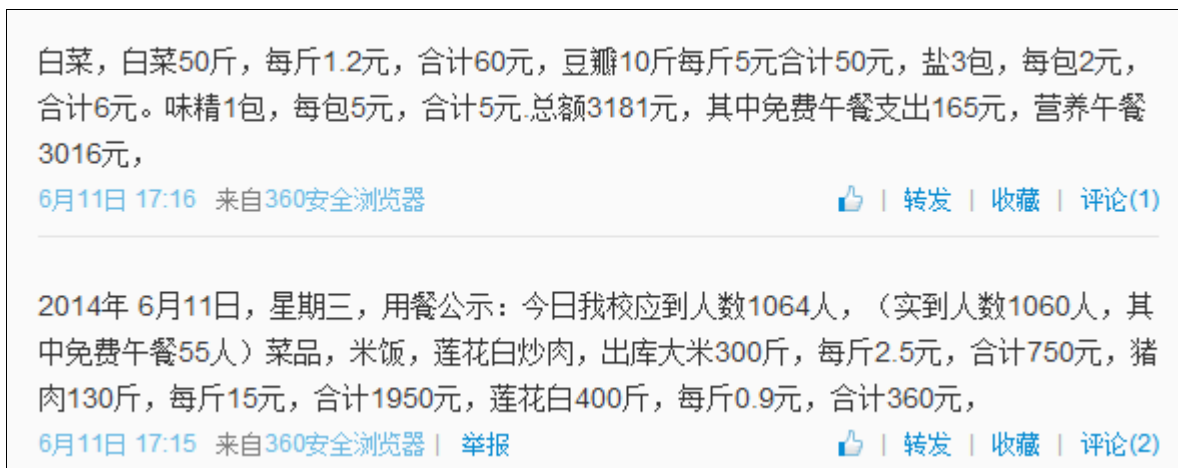 白菜，白菜50斤，每斤1.2元，合计60元，豆瓣10斤每斤5元合计50元，盐3包，每包2元，
合计6元。味精1包，每包5元，合计5元.总额3181元，其中免费午餐支出165元，营养午餐
3016元，
6月11日 17:16 来自360安全浏览器 | 转发 | 收藏 | 评论(1)
2014年 6月11日，星期三，用餐公示：今日我校应到人数1064人，（实到人数1060人，其
中免费午餐55人）菜品，米饭，莲花白炒肉，出库大米300斤，每斤2.5元，合计750元，猪
肉130斤，每斤15元，合计1950元，莲花白400斤，每斤0.9元，合计360元，
6月11日 17:15 来自360安全浏览器 | 举报 | 转发 | 收藏 | 评论(2)